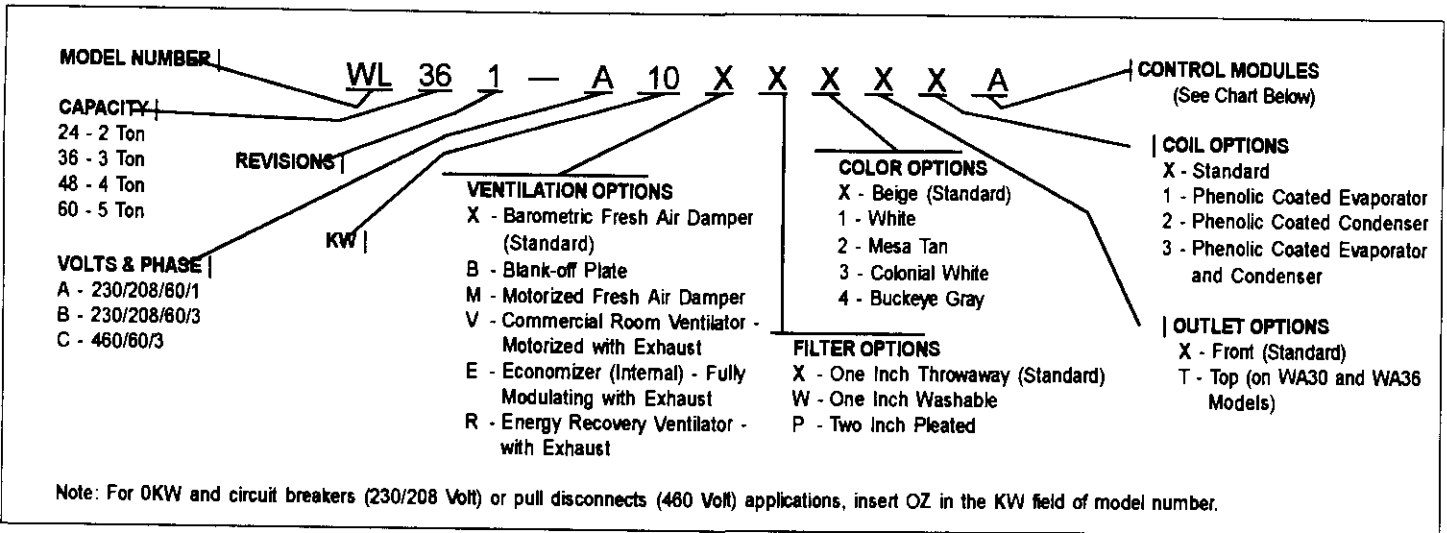 MODEL NUMBER
WL 36 1 — A 10 X X X X X A
CONTROL MODULES
(See Chart Below)
CAPACITY
24 - 2 Ton
36 - 3 Ton
48 - 4 Ton
60 - 5 Ton
REVISIONS
VOLTS & PHASE
A - 230/208/60/1
B - 230/208/60/3
C - 460/60/3
KW
VENTILATION OPTIONS
X - Barometric Fresh Air Damper
(Standard)
B - Blank-off Plate
M - Motorized Fresh Air Damper
V - Commercial Room Ventilator -
Motorized with Exhaust
E - Economizer (Internal) - Fully
Modulating with Exhaust
R - Energy Recovery Ventilator -
with Exhaust
COLOR OPTIONS
X - Beige (Standard)
1 - White
2 - Mesa Tan
3 - Colonial White
4 - Buckeye Gray
FILTER OPTIONS
X - One Inch Throwaway (Standard)
W - One Inch Washable
P - Two Inch Pleated
COIL OPTIONS
X - Standard
1 - Phenolic Coated Evaporator
2 - Phenolic Coated Condenser
3 - Phenolic Coated Evaporator
and Condenser
OUTLET OPTIONS
X - Front (Standard)
T - Top (on WA30 and WA36
Models)
Note: For 0KW and circuit breakers (230/208 Volt) or pull disconnects (460 Volt) applications, insert OZ in the KW field of model number.